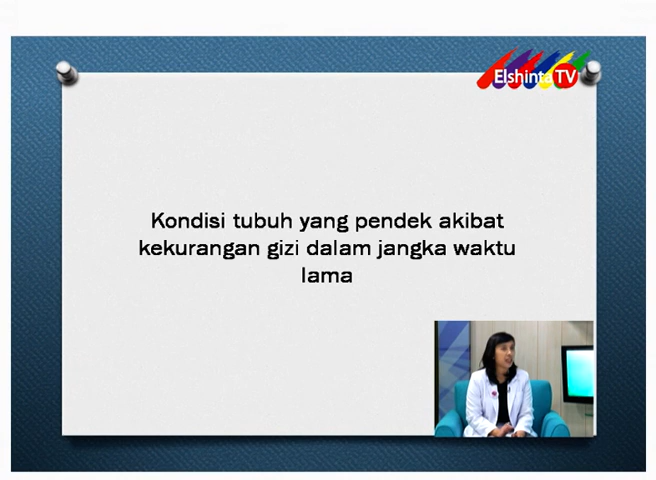 Elshinta TV
Kondisi tubuh yang pendek akibat
kekurangan gizi dalam jangka waktu
lama